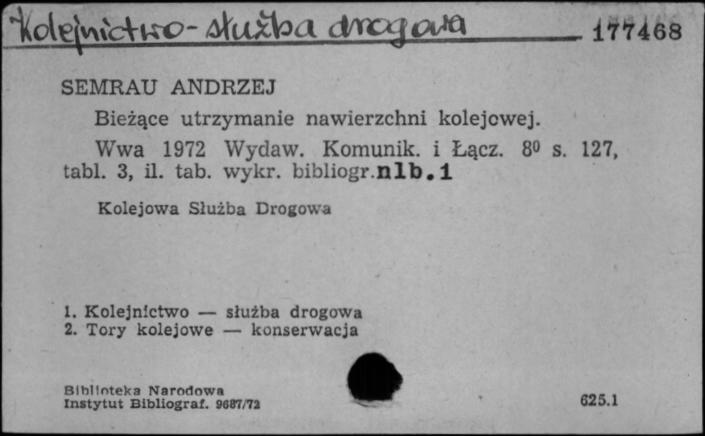 Kolejnictwo - służba drogowa
177468
SEMRAU ANDRZEJ
Bieżące utrzymanie nawierzchni kolejowej.
Wwa 1972 Wydaw. Komunik. i Łącz. 8⁰ s. 127,
tabl. 3, il. tab. wykr. bibliogr. nlb. 1
Kolejowa Służba Drogowa
1. Kolejnictwo — służba drogowa
2. Tory kolejowe — konserwacja
Biblioteka Narodowa
Instytut Bibliograf. 9687/72
625.1